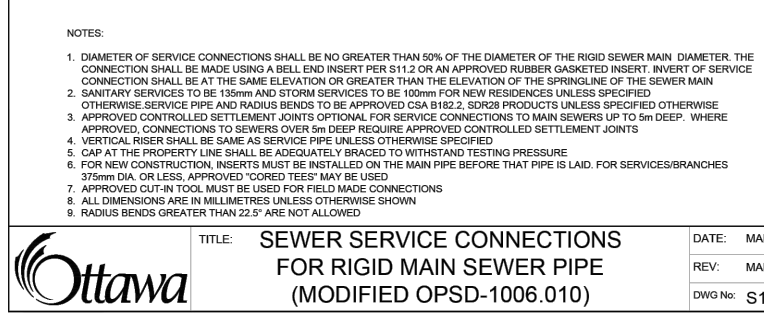 NOTES:
1. DIAMETER OF SERVICE CONNECTIONS SHALL BE NO GREATER THAN 50% OF THE DIAMETER OF THE RIGID SEWER MAIN DIAMETER. THE
CONNECTION SHALL BE MADE USING A BELL END INSERT PER S11.2 OR AN APPROVED RUBBER GASKETED INSERT. INVERT OF SERVICE
CONNECTION SHALL BE AT THE SAME ELEVATION OR GREATER THAN THE ELEVATION OF THE SPRINGLINE OF THE SEWER MAIN
2. SANITARY SERVICES TO BE 135mm AND STORM SERVICES TO BE 100mm FOR NEW RESIDENCES UNLESS SPECIFIED
OTHERWISE.SERVICE PIPE AND RADIUS BENDS TO BE APPROVED CSA B182.2, SDR28 PRODUCTS UNLESS SPECIFIED OTHERWISE
3. APPROVED CONTROLLED SETTLEMENT JOINTS OPTIONAL FOR SERVICE CONNECTIONS TO MAIN SEWERS UP TO 5m DEEP. WHERE
APPROVED, CONNECTIONS TO SEWERS OVER 5m DEEP REQUIRE APPROVED CONTROLLED SETTLEMENT JOINTS
4. VERTICAL RISER SHALL BE SAME AS SERVICE PIPE UNLESS OTHERWISE SPECIFIED
5. CAP AT THE PROPERTY LINE SHALL BE ADEQUATELY BRACED TO WITHSTAND TESTING PRESSURE
6. FOR NEW CONSTRUCTION, INSERTS MUST BE INSTALLED ON THE MAIN PIPE BEFORE THAT PIPE IS LAID. FOR SERVICES/BRANCHES
375mm DIA. OR LESS, APPROVED "CORED TEES" MAY BE USED
7. APPROVED CUT-IN TOOL MUST BE USED FOR FIELD MADE CONNECTIONS
8. ALL DIMENSIONS ARE IN MILLIMETRES UNLESS OTHERWISE SHOWN
9. RADIUS BENDS GREATER THAN 22.5° ARE NOT ALLOWED
Ottawa
TITLE: SEWER SERVICE CONNECTIONS
FOR RIGID MAIN SEWER PIPE
(MODIFIED OPSD-1006.010)
DATE:
REV:
DWG No: